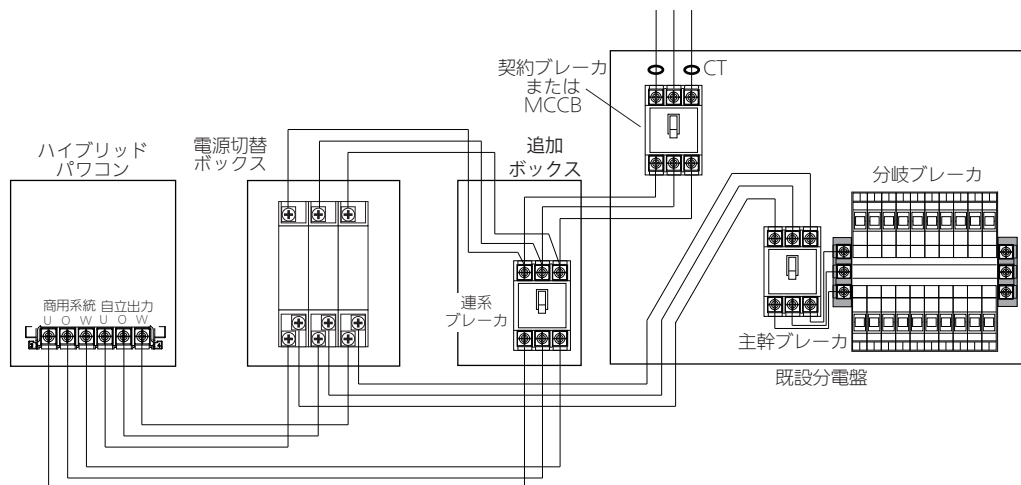 契約ブレーカ
または
MCCB
CT
ハイブリッド
パワコン
電源切替
ボックス
追加
ボックス
分岐ブレーカ
商用系統 自立出力
U O W U O W
連系
ブレーカ
主幹ブレーカ
既設分電盤